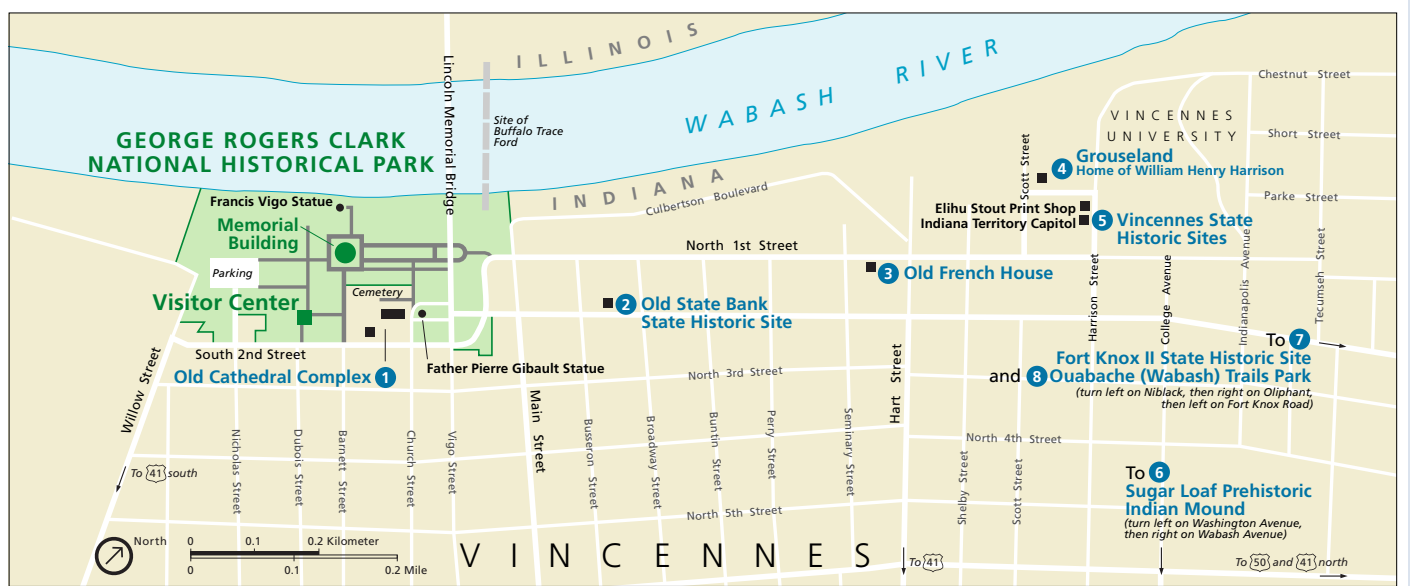 ILLINOIS
WABASH RIVER
INDIANA
Lincoln Memorial Bridge
Site of
Buffalo Trace
Ford
GEORGE ROGERS CLARK
NATIONAL HISTORICAL PARK
Francis Vigo Statue
Memorial
Building
Parking
Visitor Center
Cemetery
South 2nd Street
Old Cathedral Complex 1
Father Pierre Gibault Statue
Culbertson Boulevard
North 1st Street
2 Old State Bank
State Historic Site
3 Old French House
Scott Street
4 Grouseland
Home of William Henry Harrison
Elihu Stout Print Shop
Indiana Territory Capitol
5 Vincennes State
Historic Sites
VINCENNES
UNIVERSITY
Chestnut Street
Short Street
Parke Street
Harrison Street
College Avenue
Indianapolis Avenue
Tecumseh Street
To 7
Fort Knox II State Historic Site
and 8 Ouabache (Wabash) Trails Park
(turn left on Niblack, then right on Oliphant,
then left on Fort Knox Road)
North 3rd Street
North 4th Street
North 5th Street
Willow Street
Nicholas Street
Dubois Street
Barnett Street
Church Street
Vigo Street
Main Street
Busseron Street
Broadway Street
Buntin Street
Perry Street
Seminary Street
Hart Street
Shelby Street
Scott Street
To 6
Sugar Loaf Prehistoric
Indian Mound
(turn left on Washington Avenue,
then right on Wabash Avenue)
To 41 south
North
0 0.1 0.2 Kilometer
0 0.1 0.2 Mile
VINCENNES
To 41
To 50 and 41 north